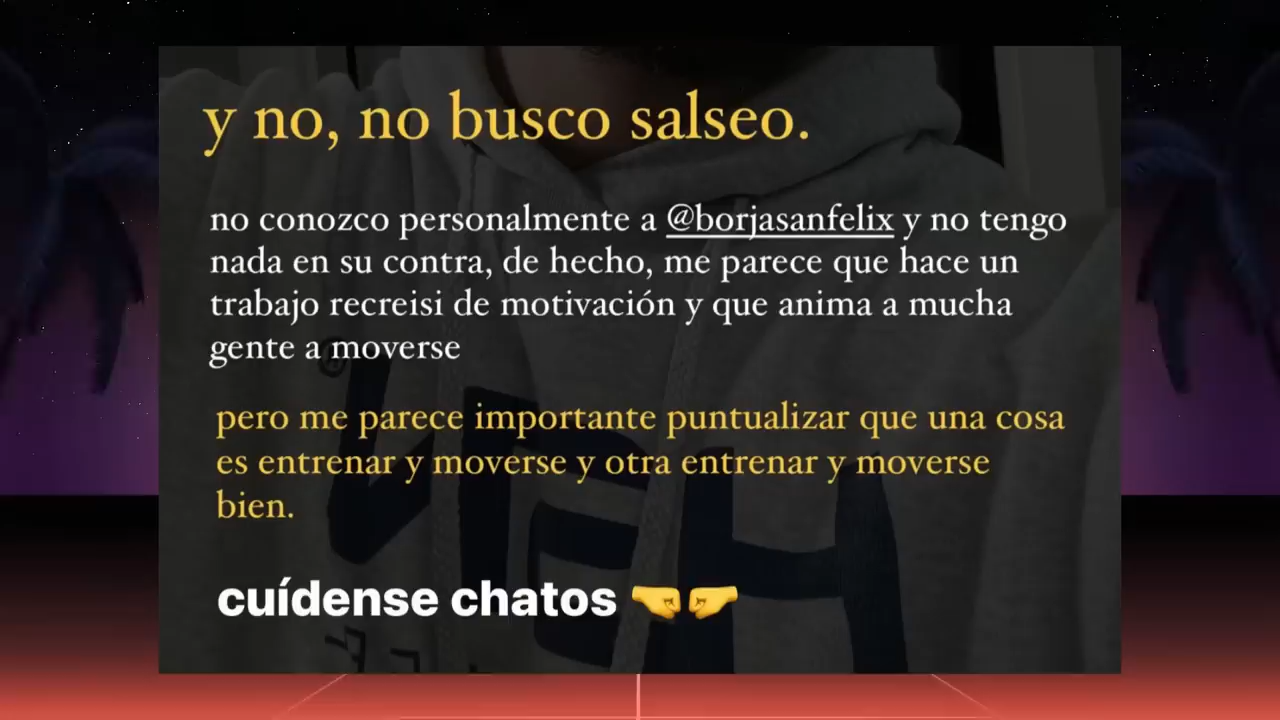 y no, no busco salseo.
no conozco personalmente a @borjasanfelix y no tengo
nada en su contra, de hecho, me parece que hace un
trabajo recreisi de motivación y que anima a mucha
gente a moverse
pero me parece importante puntualizar que una cosa
es entrenar y moverse y otra entrenar y moverse
bien.
cuídense chatos 🤜🤛